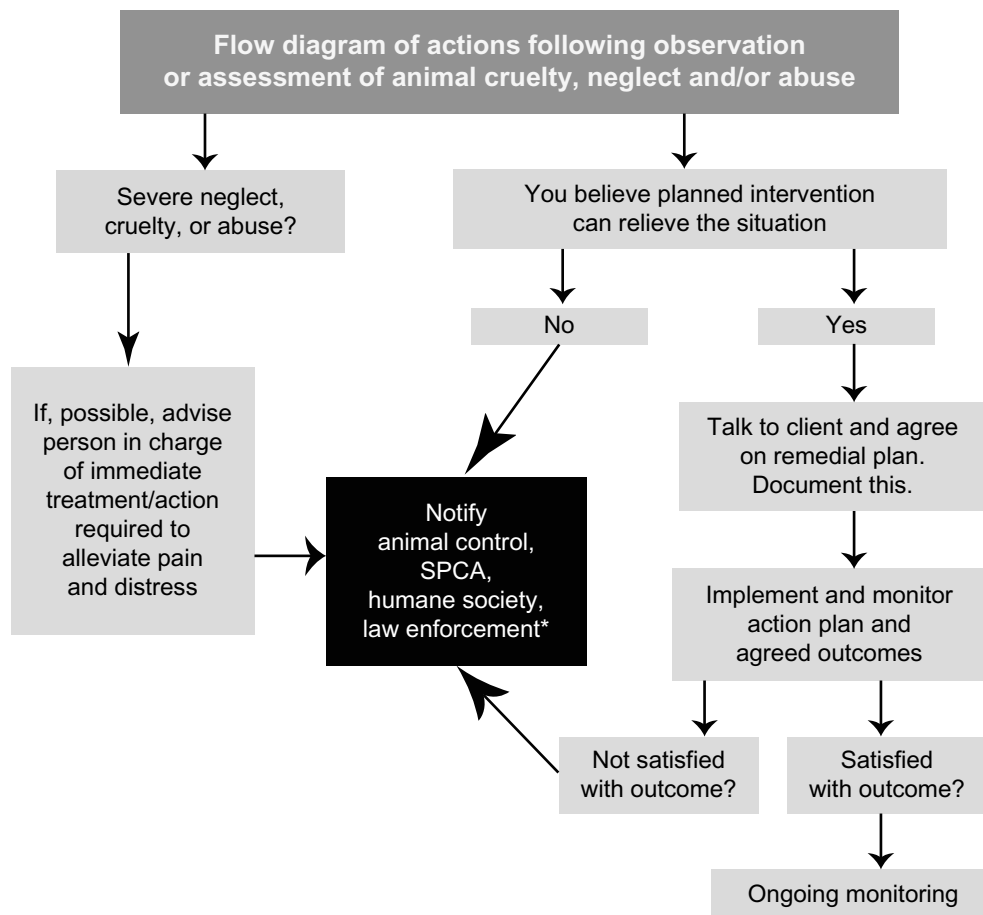 Flow diagram of actions following observation
or assessment of animal cruelty, neglect and/or abuse
Severe neglect,
cruelty, or abuse?
You believe planned intervention
can relieve the situation
No
Yes
If, possible, advise
person in charge
of immediate
treatment/action
required to
alleviate pain
and distress
Talk to client and agree
on remedial plan.
Document this.
Notify
animal control,
SPCA,
humane society,
law enforcement*
Implement and monitor
action plan and
agreed outcomes
Not satisfied
with outcome?
Satisfied
with outcome?
Ongoing monitoring